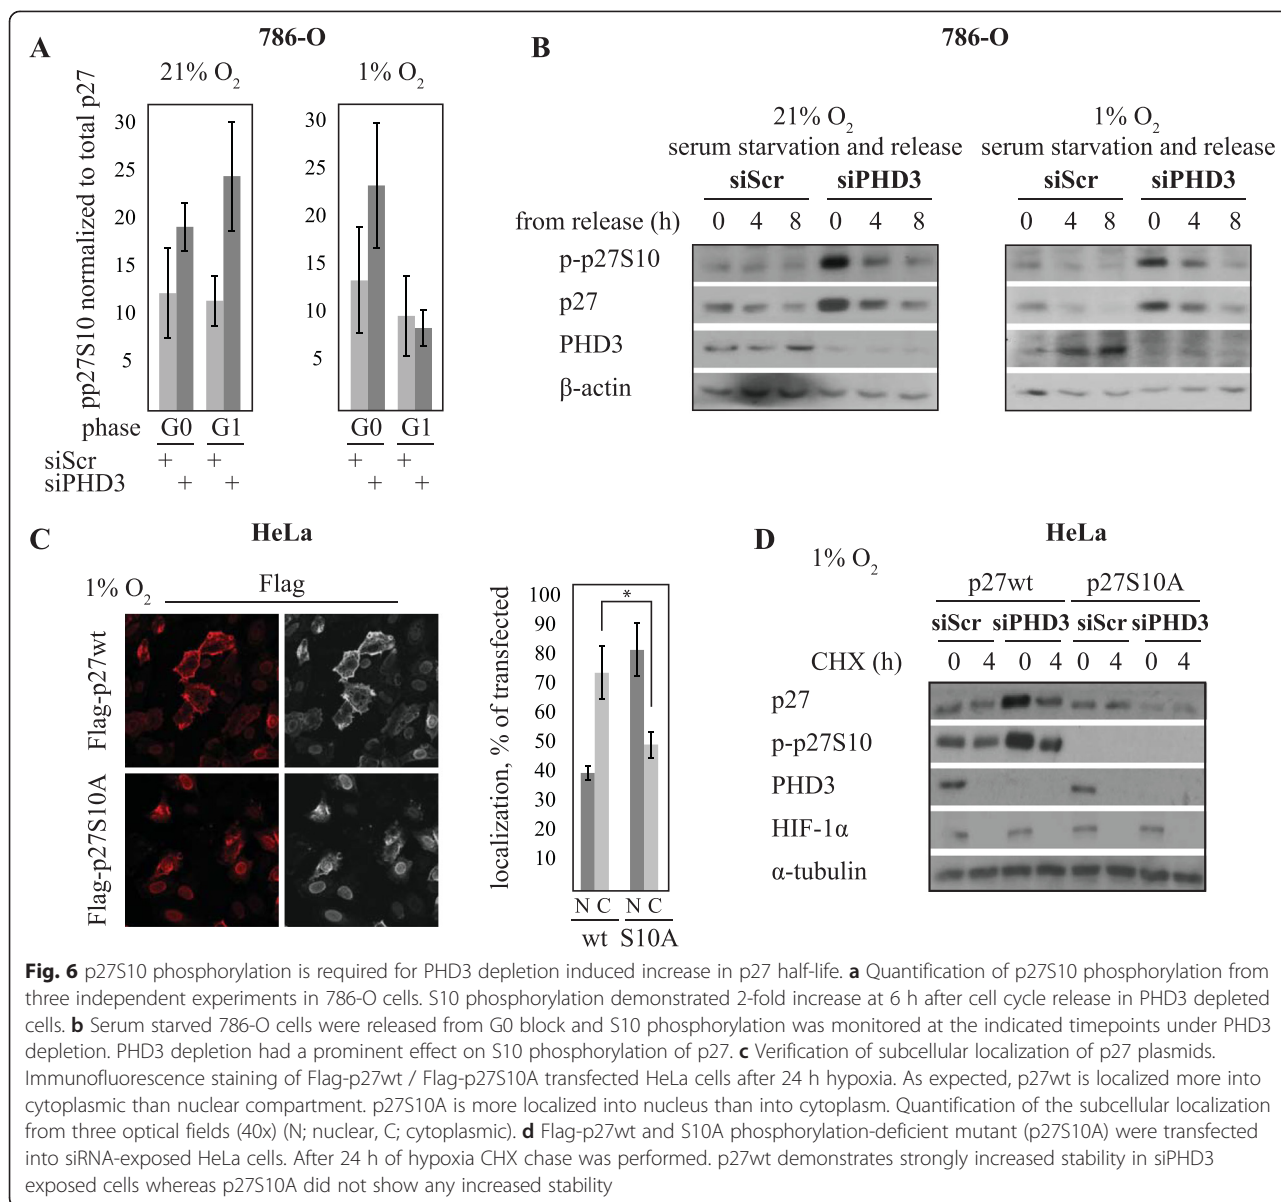 A
786-O
21% O2
1% O2
pp27S10 normalized to total p27
30
25
20
15
10
5
30
25
20
15
10
5
phase G0 G1 G0 G1
siScr + + + +
siPHD3 + + + +
B
786-O
21% O2
serum starvation and release
1% O2
serum starvation and release
siScr siPHD3 siScr siPHD3
from release (h) 0 4 8 0 4 8 0 4 8 0 4 8
p-p27S10
p27
PHD3
β-actin
C
HeLa
1% O2
Flag
Flag-p27wt
Flag-p27S10A
localization, % of transfected
100
90
80
70
60
50
40
30
20
10
*
N C N C
wt S10A
D
HeLa
1% O2
p27wt p27S10A
siScr siPHD3 siScr siPHD3
CHX (h) 0 4 0 4 0 4 0 4
p27
p-p27S10
PHD3
HIF-1α
α-tubulin
Fig. 6 p27S10 phosphorylation is required for PHD3 depletion induced increase in p27 half-life. a Quantification of p27S10 phosphorylation from
three independent experiments in 786-O cells. S10 phosphorylation demonstrated 2-fold increase at 6 h after cell cycle release in PHD3 depleted
cells. b Serum starved 786-O cells were released from G0 block and S10 phosphorylation was monitored at the indicated timepoints under PHD3
depletion. PHD3 depletion had a prominent effect on S10 phosphorylation of p27. c Verification of subcellular localization of p27 plasmids.
Immunofluorescence staining of Flag-p27wt / Flag-p27S10A transfected HeLa cells after 24 h hypoxia. As expected, p27wt is localized more into
cytoplasmic than nuclear compartment. p27S10A is more localized into nucleus than into cytoplasm. Quantification of the subcellular localization
from three optical fields (40x) (N; nuclear, C; cytoplasmic). d Flag-p27wt and S10A phosphorylation-deficient mutant (p27S10A) were transfected
into siRNA-exposed HeLa cells. After 24 h of hypoxia CHX chase was performed. p27wt demonstrates strongly increased stability in siPHD3
exposed cells whereas p27S10A did not show any increased stability